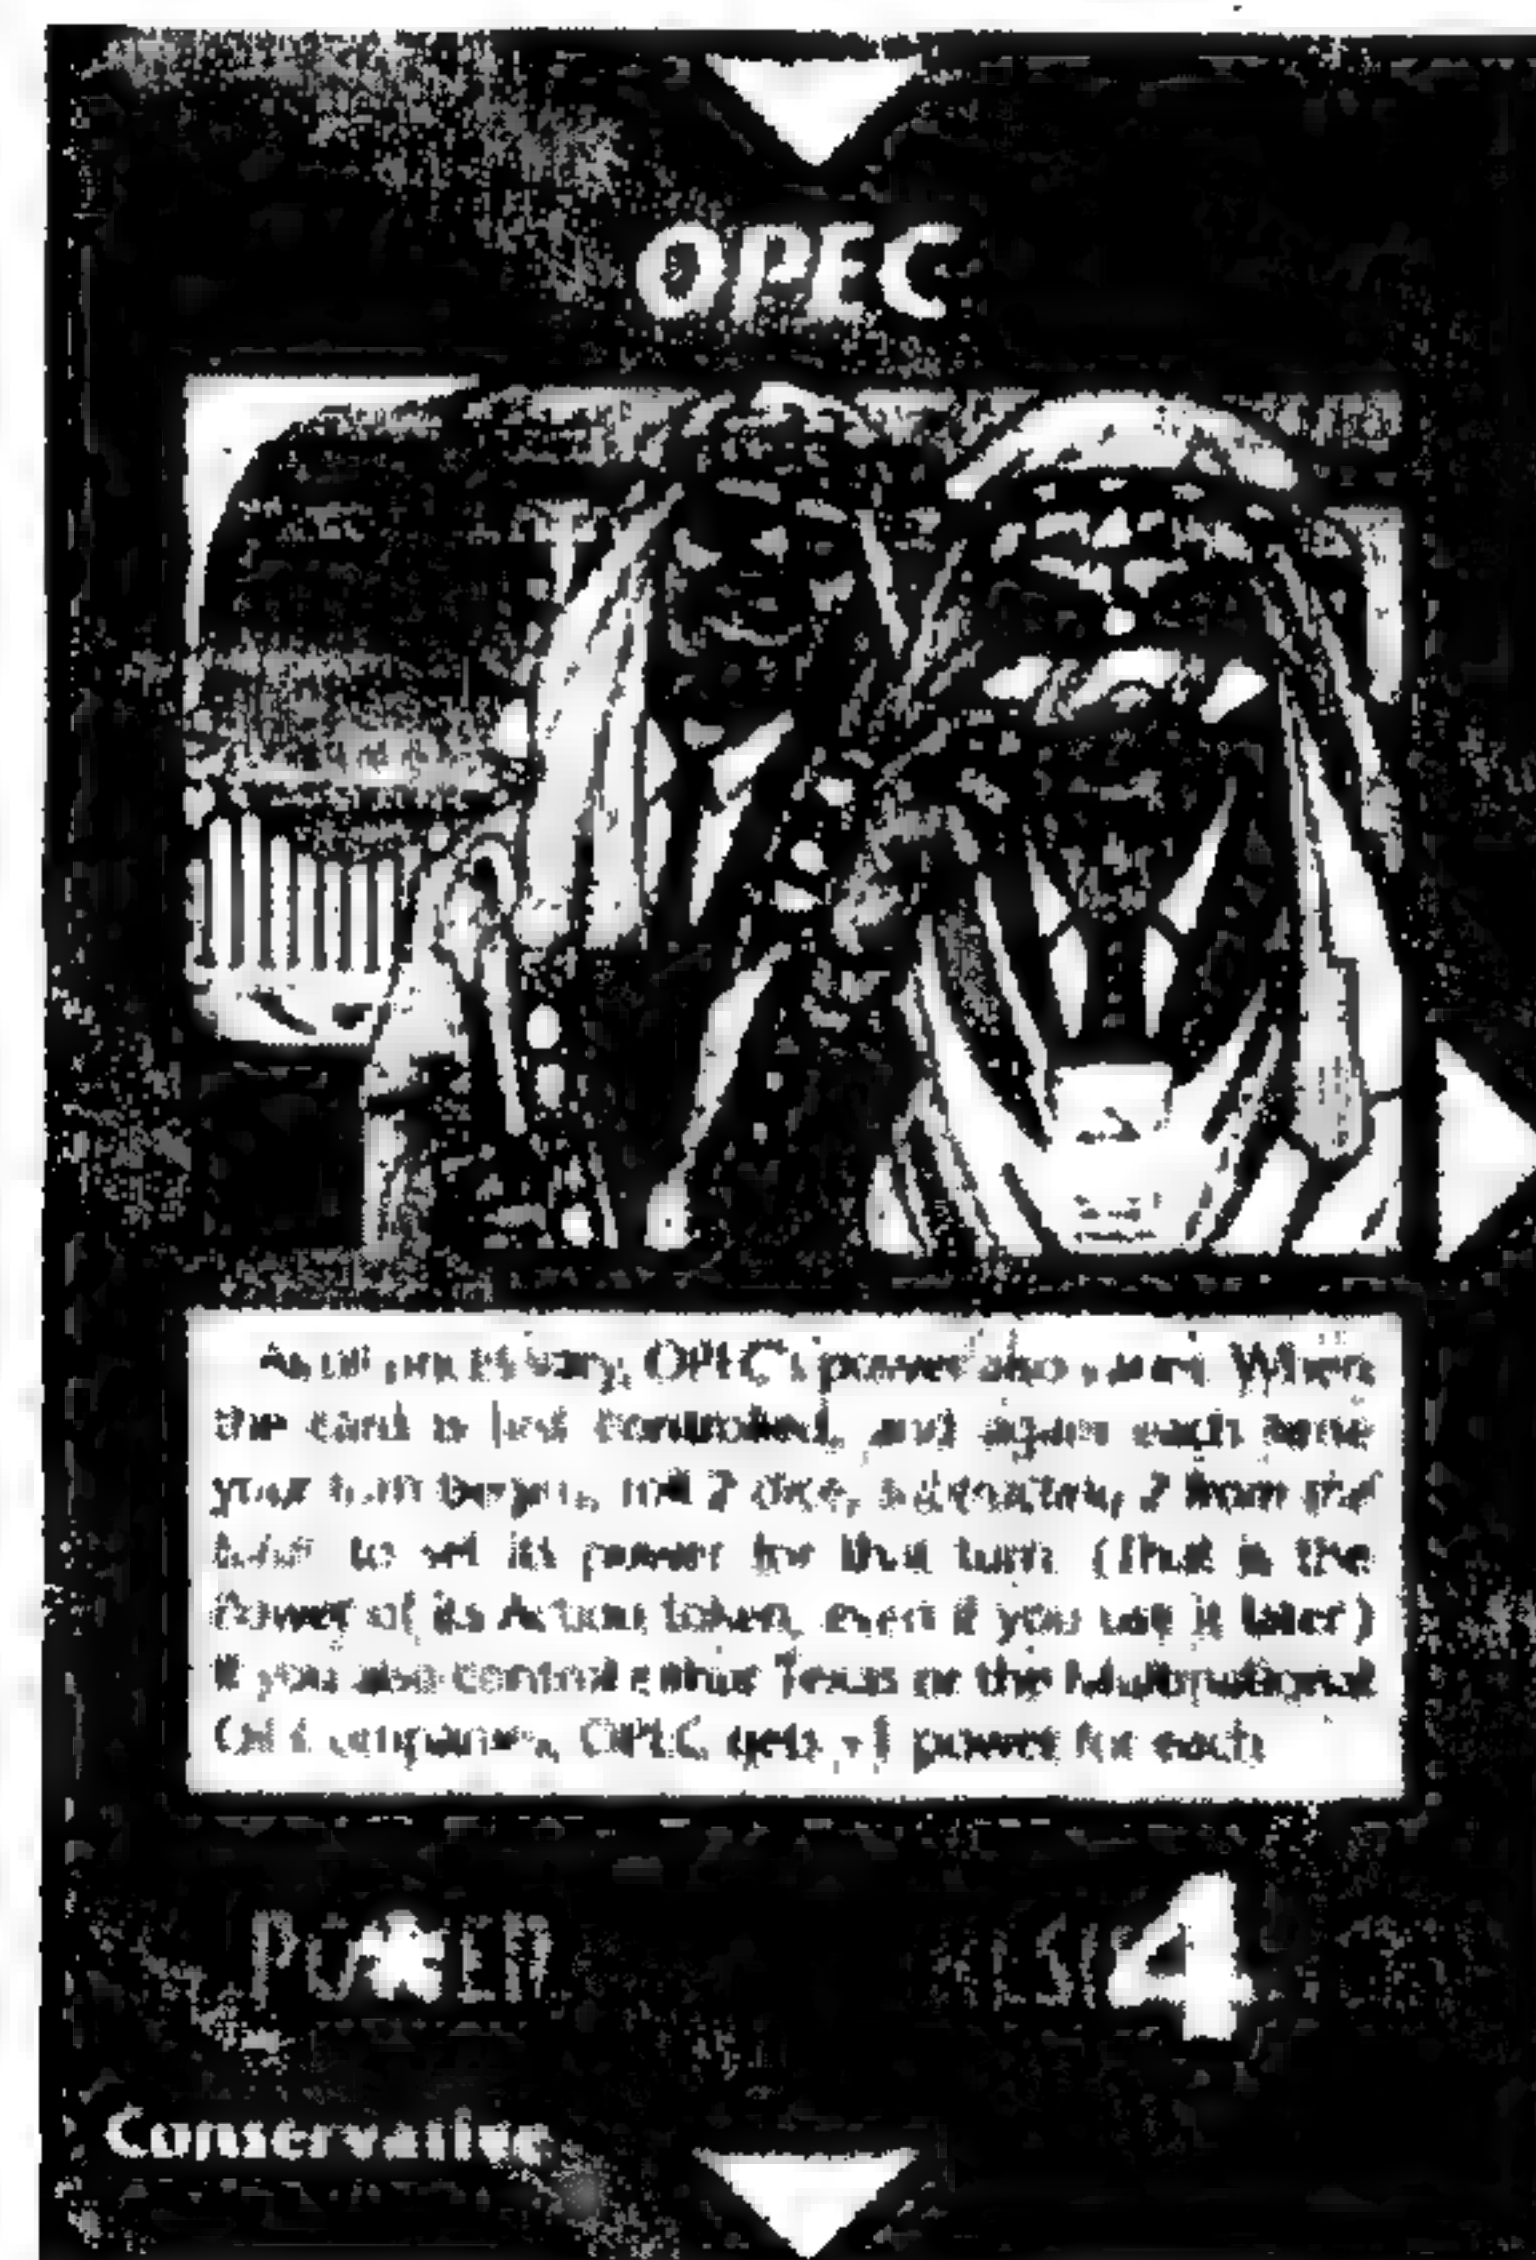 OPEC
As oil prices vary, OPEC's power also varies. When
the card is first controlled, and again each time
your turn begins, roll 2 dice, subtracting 2 from the
total to set its power for that turn. (That is the
Power of its Action token, even if you use it later.)
If you also control either Texas or the Multinational
Oil Companies, OPEC gets +1 power for each
POWER
*
4
Conservative